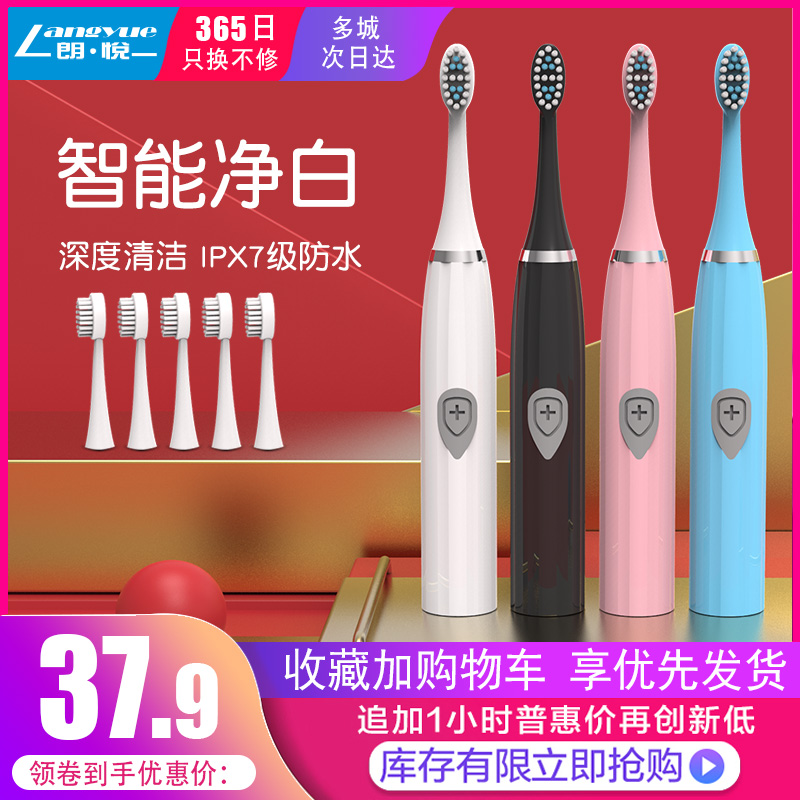 Langyue
朗·悦
365日
只换不修
多城
次日达
智能净白
深度清洁 IPX7级防水
37.9
领卷到手优惠价：
收藏加购物车 享优先发货
追加1小时普惠价再创新低
库存有限立即抢购